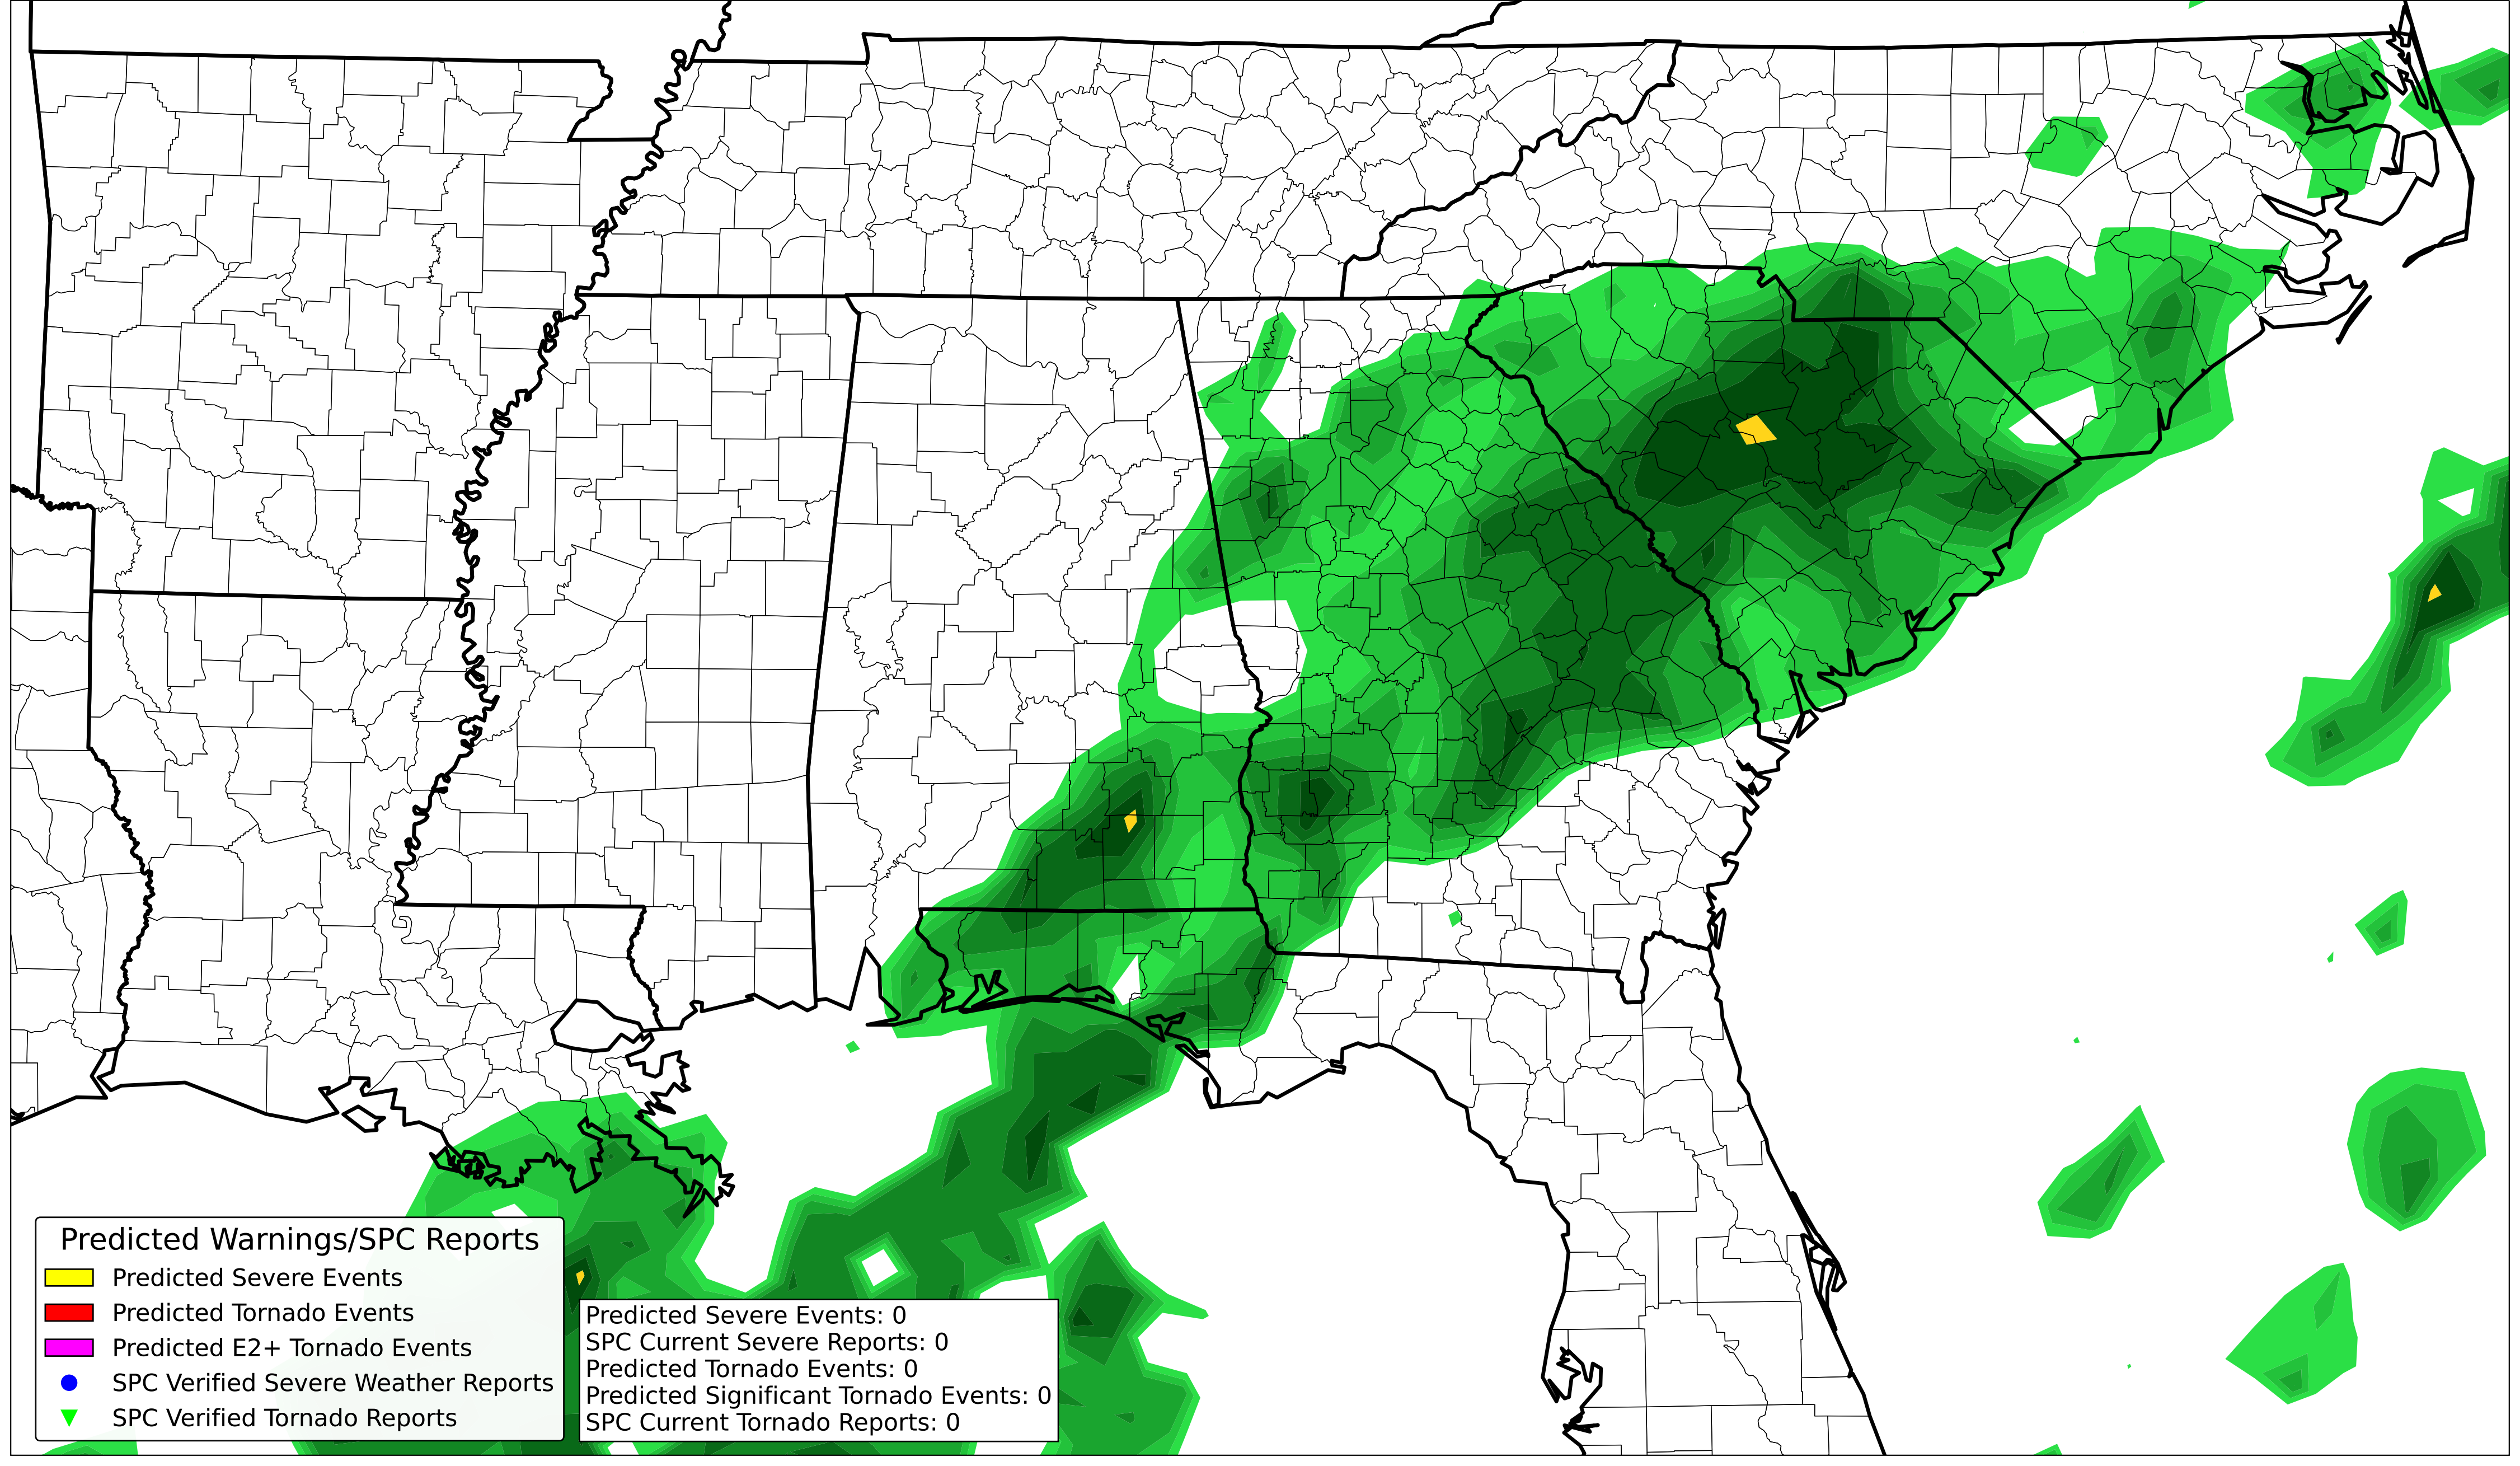 Predicted Warnings/SPC Reports
Predicted Severe Events
Predicted Tornado Events
Predicted E2+ Tornado Events
SPC Verified Severe Weather Reports
SPC Verified Tornado Reports
Predicted Severe Events: 0
SPC Current Severe Reports: 0
Predicted Tornado Events: 0
Predicted Significant Tornado Events: 0
SPC Current Tornado Reports: 0